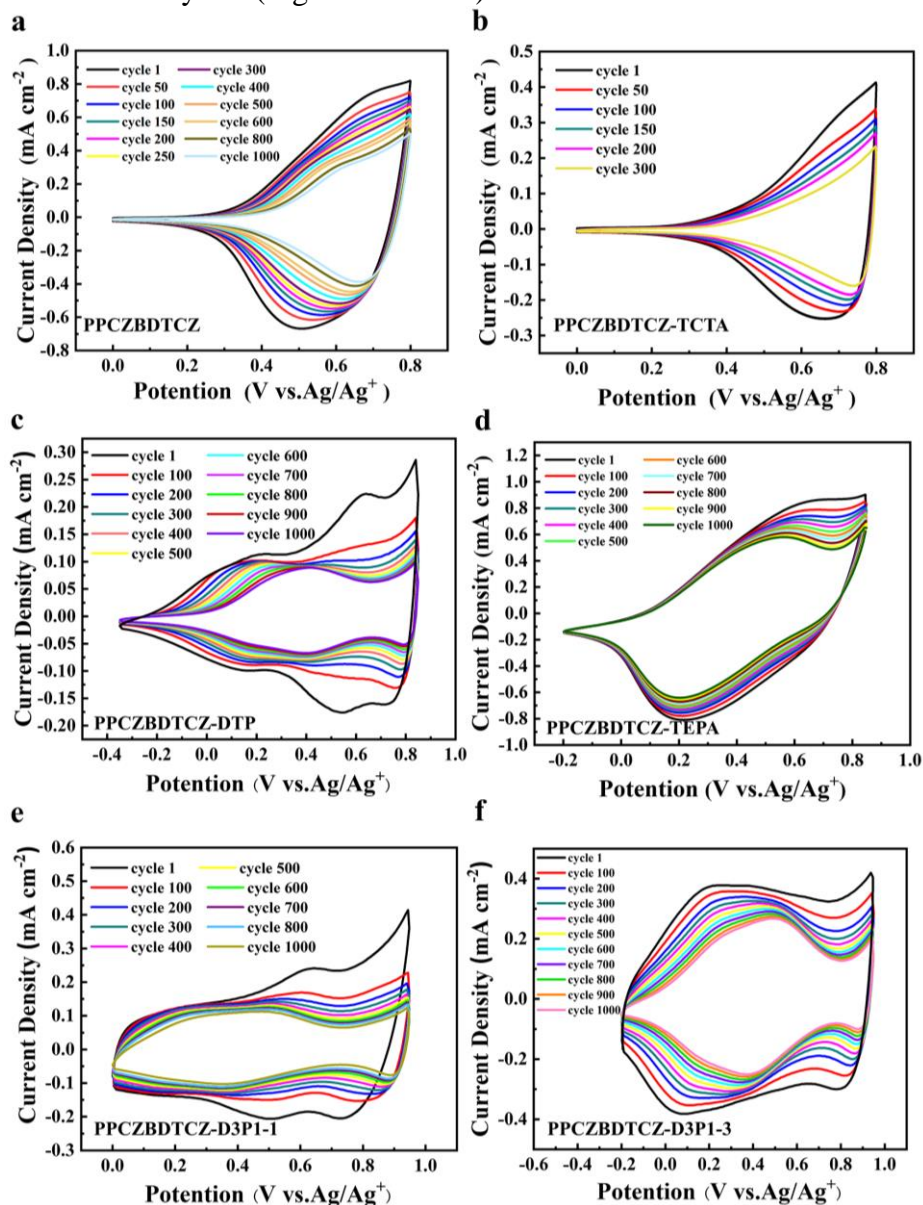 a
Current Density (mA cm-2)
1.0
0.8
0.6
0.4
0.2
0.0
-0.2
-0.4
-0.6
-0.8
cycle 1 cycle 300
cycle 50 cycle 400
cycle 100 cycle 500
cycle 150 cycle 600
cycle 200 cycle 800
cycle 250 cycle 1000
PPCZBDTCZ
0.0 0.2 0.4 0.6 0.8
Potention (V vs.Ag/Ag+)
b
Current Density (mA cm-2)
0.5
0.4
0.3
0.2
0.1
0.0
-0.1
-0.2
-0.3
cycle 1
cycle 50
cycle 100
cycle 150
cycle 200
cycle 300
PPCZBDTCZ-TCTA
0.0 0.2 0.4 0.6 0.8
Potention (V vs.Ag/Ag+)
c
Current Density (mA cm-2)
0.30
0.25
0.20
0.15
0.10
0.05
0.00
-0.05
-0.10
-0.15
-0.20
cycle 1 cycle 600
cycle 100 cycle 700
cycle 200 cycle 800
cycle 300 cycle 900
cycle 400 cycle 1000
cycle 500
PPCZBDTCZ-DTP
-0.4 -0.2 0.0 0.2 0.4 0.6 0.8 1.0
Potention (V vs.Ag/Ag+)
d
Current Density (mA cm-2)
1.2
1.0
0.8
0.6
0.4
0.2
0.0
-0.2
-0.4
-0.6
-0.8
-1.0
cycle 1 cycle 600
cycle 100 cycle 700
cycle 200 cycle 800
cycle 300 cycle 900
cycle 400 cycle 1000
cycle 500
PPCZBDTCZ-TEPA
-0.2 0.0 0.2 0.4 0.6 0.8 1.0
Potention (V vs.Ag/Ag+)
e
Current Density (mA cm-2)
0.6
0.5
0.4
0.3
0.2
0.1
0.0
-0.1
-0.2
-0.3
cycle 1 cycle 500
cycle 100 cycle 600
cycle 200 cycle 700
cycle 300 cycle 800
cycle 400 cycle 1000
PPCZBDTCZ-D3P1-1
0.0 0.2 0.4 0.6 0.8 1.0
Potention (V vs.Ag/Ag+)
f
Current Density (mA cm-2)
0.4
0.2
0.0
-0.2
-0.4
cycle 1
cycle 100
cycle 200
cycle 300
cycle 400
cycle 500
cycle 600
cycle 700
cycle 800
cycle 900
cycle 1000
PPCZBDTCZ-D3P1-3
-0.6 -0.4 -0.2 0.0 0.2 0.4 0.6 0.8 1.0
Potention (V vs.Ag/Ag+)